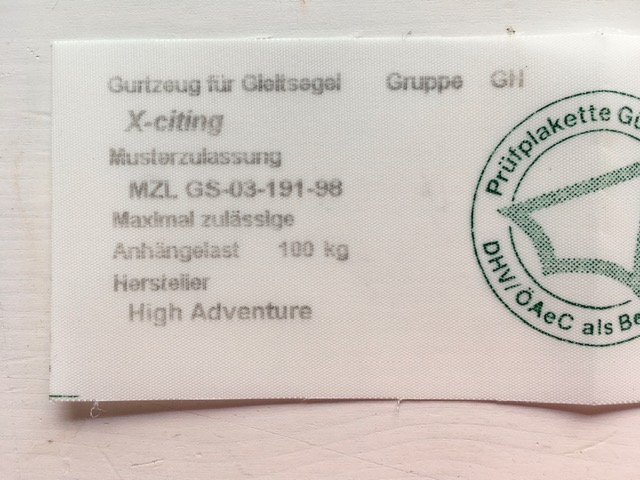 Gurtzeug für Gleitsegel Gruppe GH
X-citing
Musterzulassung
MZL GS-03-191-98
Maximal zulässige
Anhängelast 100 kg
Hersteller
High Adventure
Prüfplakette
DHV/ÖAeC als